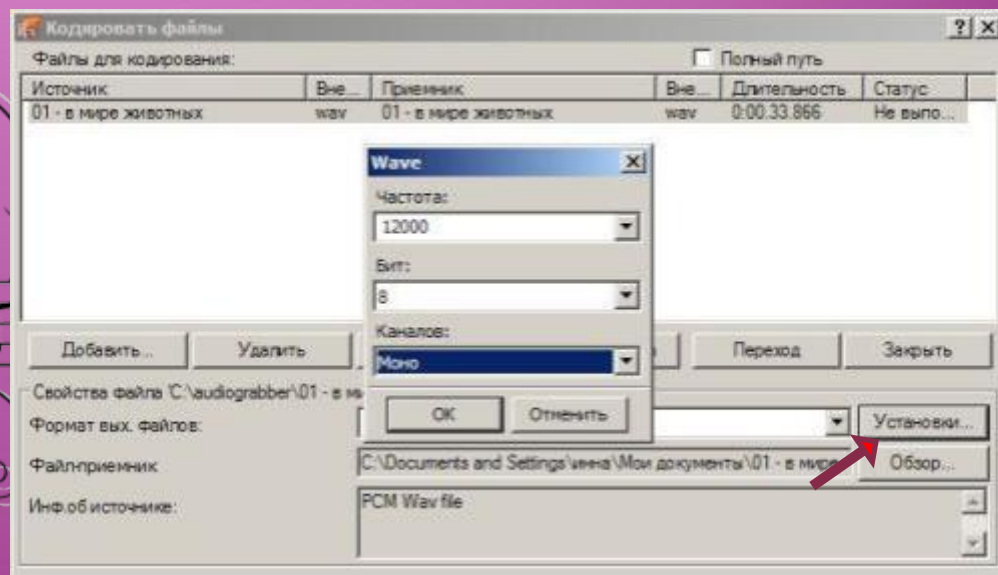 Кодировать файлы
Файлы для кодирования:
Полный путь
Источник Вне... Приемник Вне... Длительность Статус
01 - в мире животных wav 01 - в мире животных wav 0:00.33.866 Не выпо...
Wave
Частота:
12000
Бит:
8
Каналов:
Моно
OK Отменить
Добавить... Удалить Переход Закрыть
Свойства файла 'C:\audiograbber\01 - в
Формат вых. файлов: Установки...
Файл-приемник C:\Documents and Settings\инна\Мои документы\01 - в мире Обзор...
Инф.об источнике: PCM Wav file